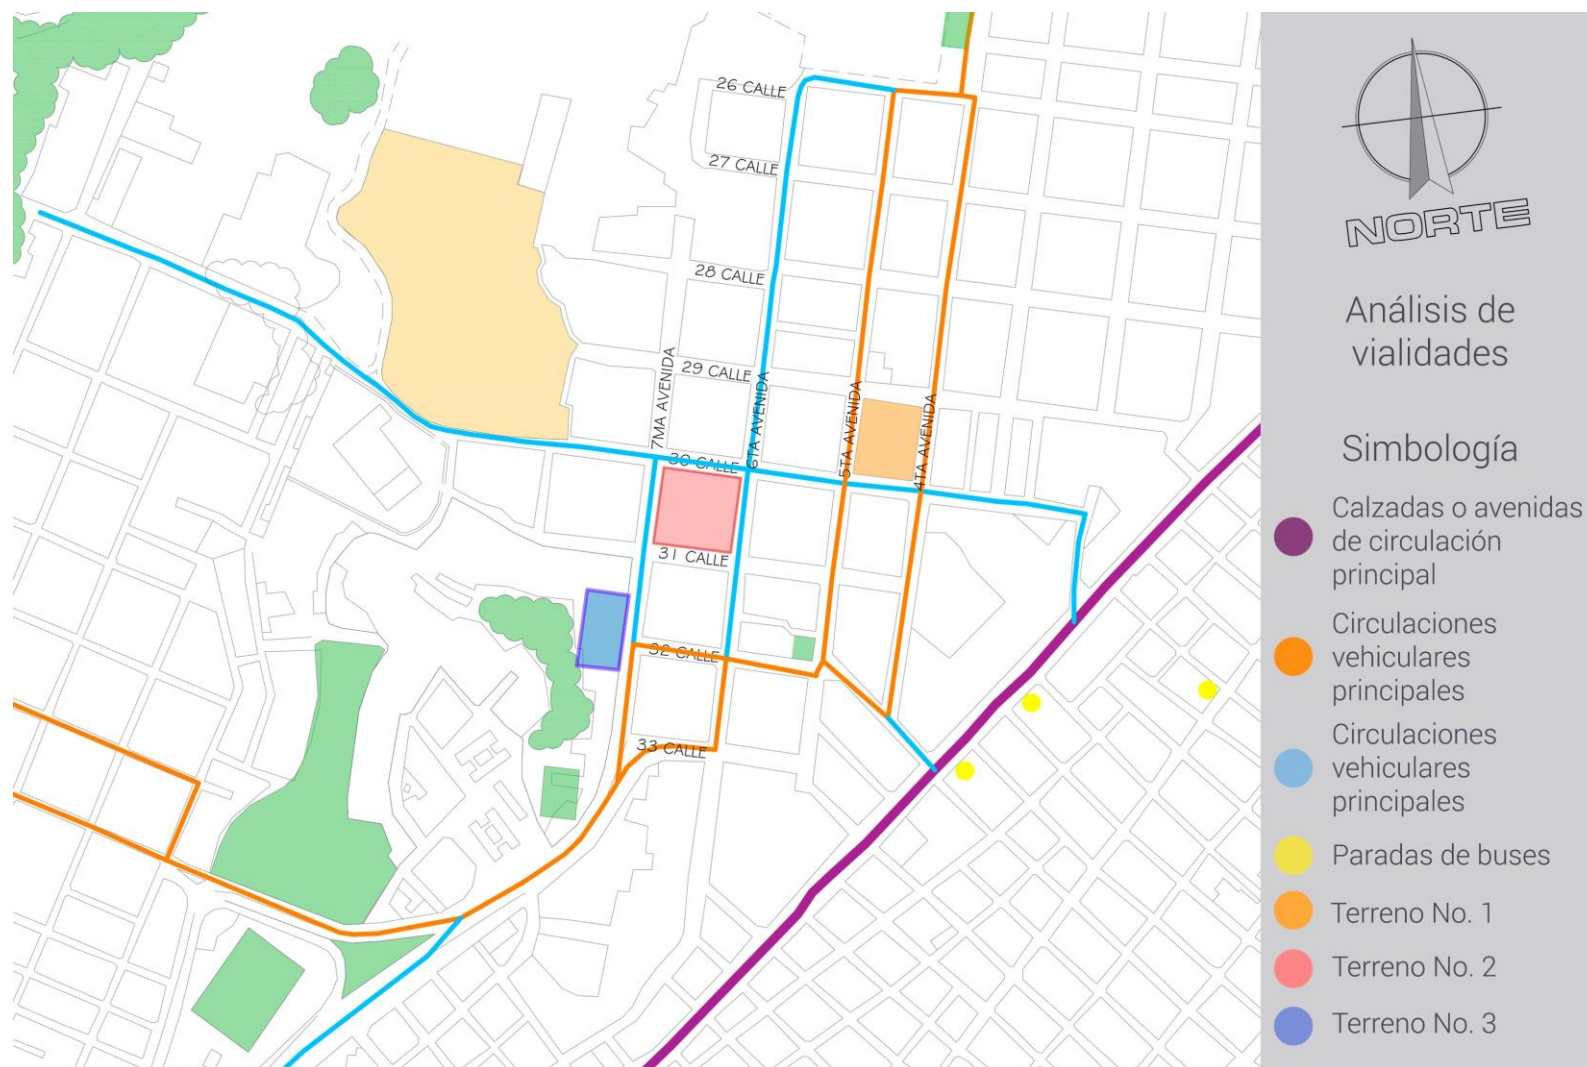 26 CALLE
27 CALLE
28 CALLE
29 CALLE
7MA AVENIDA
6TA AVENIDA
5TA AVENIDA
4TA AVENIDA
30 CALLE
31 CALLE
32 CALLE
33 CALLE
NORTE
Análisis de
vialidades
Simbología
Calzadas o avenidas
de circulación
principal
Circulaciones
vehiculares
principales
Circulaciones
vehiculares
principales
Paradas de buses
Terreno No. 1
Terreno No. 2
Terreno No. 3